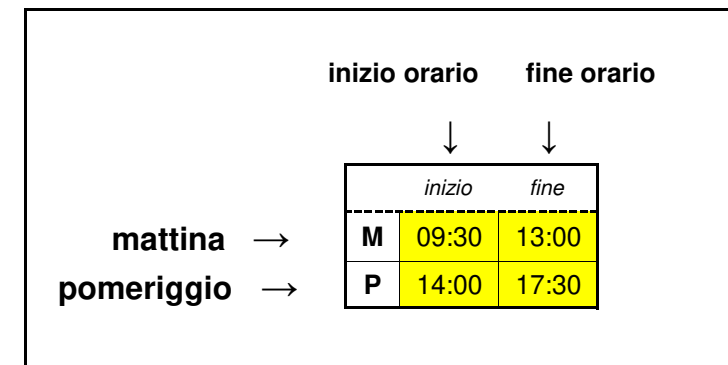 inizio orario fine orario
↓ ↓
inizio fine
mattina → M 09:30 13:00
pomeriggio → P 14:00 17:30